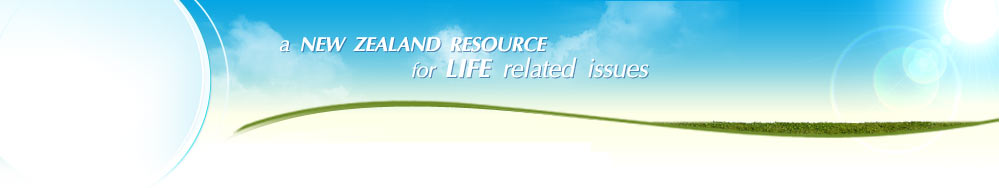 a NEW ZEALAND RESOURCE
for LIFE related issues